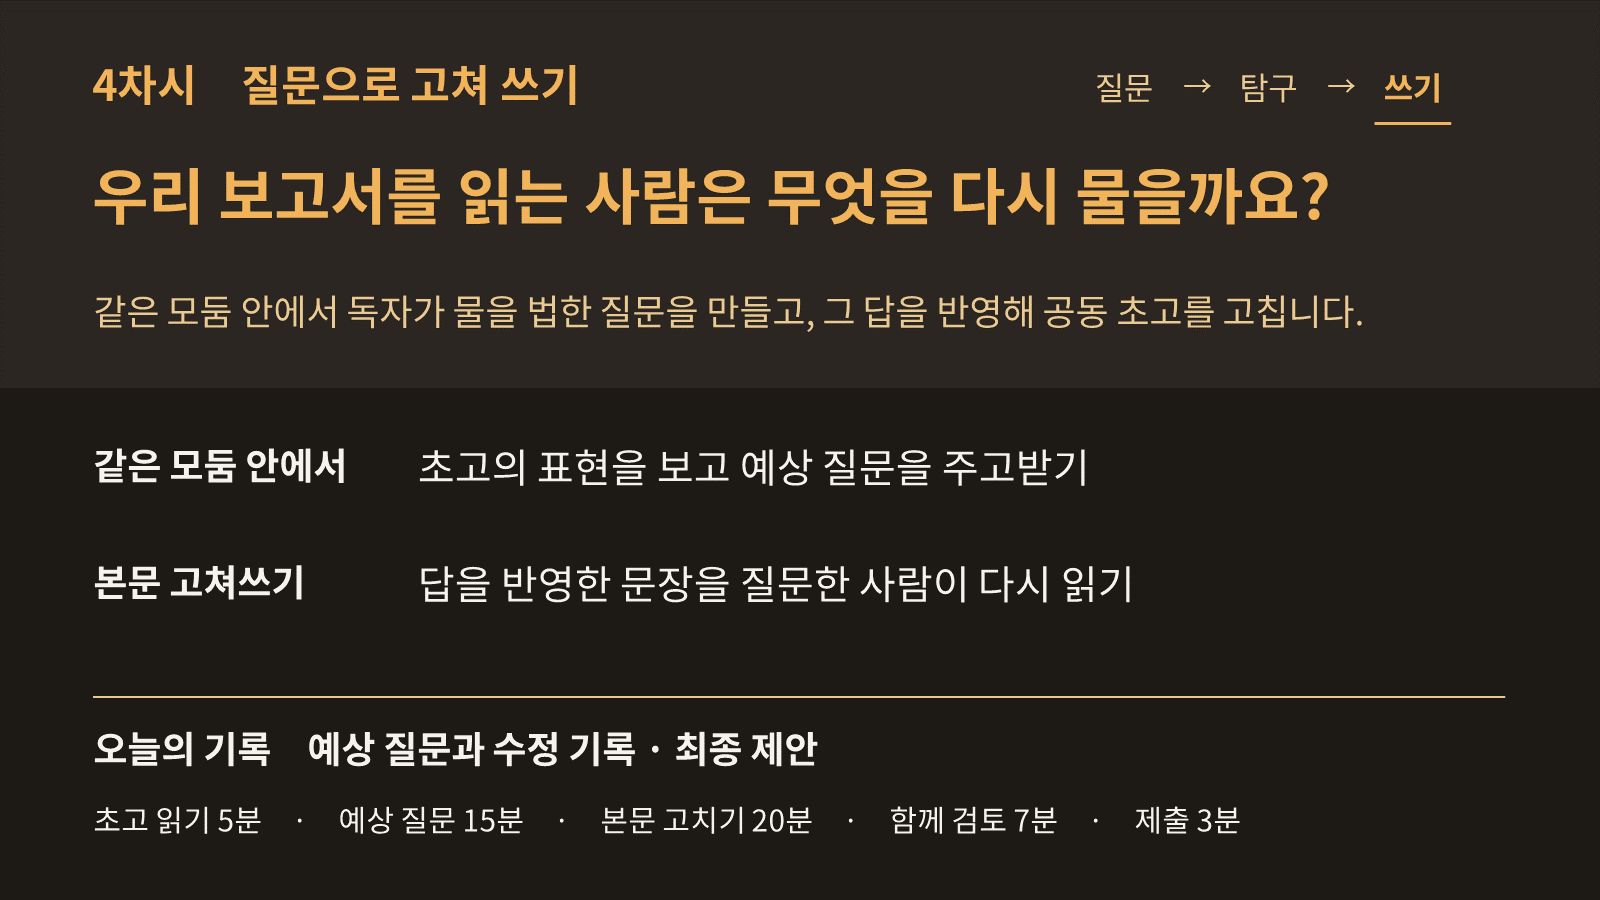 4차시 질문으로 고쳐 쓰기
질문 → 탐구 → 쓰기
우리 보고서를 읽는 사람은 무엇을 다시 물을까요?
같은 모둠 안에서 독자가 물을 법한 질문을 만들고, 그 답을 반영해 공동 초고를 고칩니다.
같은 모둠 안에서 초고의 표현을 보고 예상 질문을 주고받기
본문 고쳐쓰기 답을 반영한 문장을 질문한 사람이 다시 읽기
오늘의 기록 예상 질문과 수정 기록 · 최종 제안
초고 읽기 5분 · 예상 질문 15분 · 본문 고치기 20분 · 함께 검토 7분 · 제출 3분